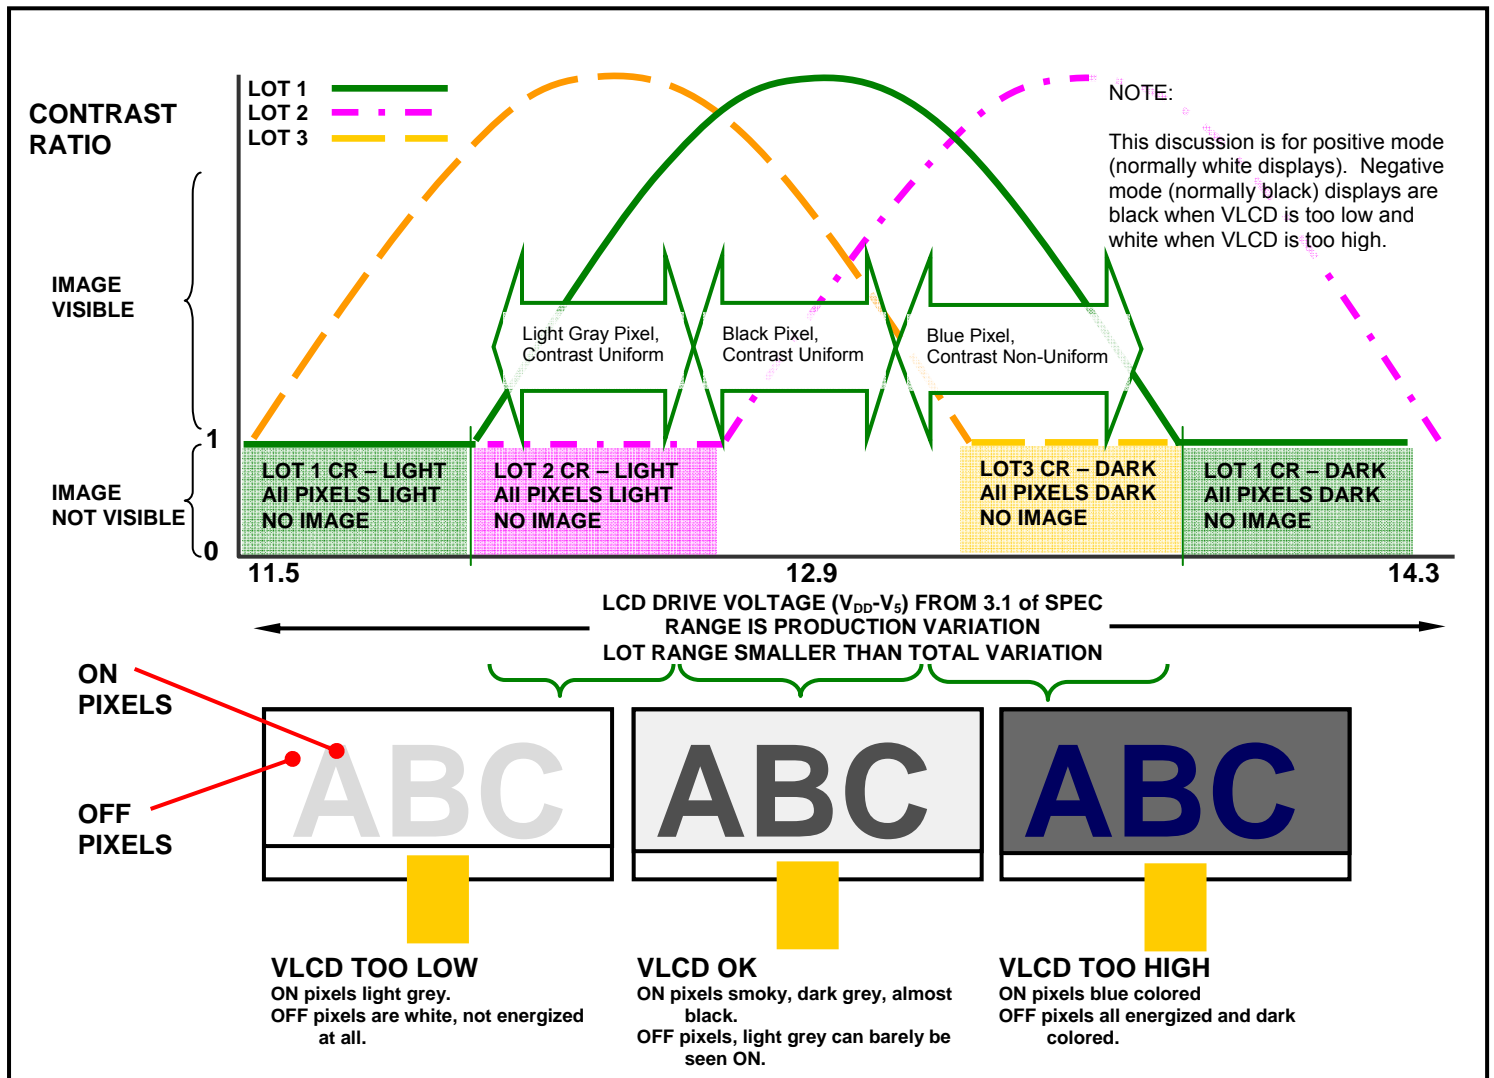 CONTRAST
RATIO
LOT 1
LOT 2
LOT 3
NOTE:
This discussion is for positive mode
(normally white displays). Negative
mode (normally black) displays are
black when VLCD is too low and
white when VLCD is too high.
IMAGE
VISIBLE
Light Gray Pixel,
Contrast Uniform
Black Pixel,
Contrast Uniform
Blue Pixel,
Contrast Non-Uniform
1
IMAGE
NOT VISIBLE
0
LOT 1 CR – LIGHT
All PIXELS LIGHT
NO IMAGE
LOT 2 CR – LIGHT
All PIXELS LIGHT
NO IMAGE
LOT3 CR – DARK
All PIXELS DARK
NO IMAGE
LOT 1 CR – DARK
All PIXELS DARK
NO IMAGE
11.5
12.9
14.3
LCD DRIVE VOLTAGE (VDD-V5) FROM 3.1 of SPEC
RANGE IS PRODUCTION VARIATION
LOT RANGE SMALLER THAN TOTAL VARIATION
ON
PIXELS
OFF
PIXELS
ABC
ABC
ABC
VLCD TOO LOW
ON pixels light grey.
OFF pixels are white, not energized
at all.
VLCD OK
ON pixels smoky, dark grey, almost
black.
OFF pixels, light grey can barely be
seen ON.
VLCD TOO HIGH
ON pixels blue colored
OFF pixels all energized and dark
colored.